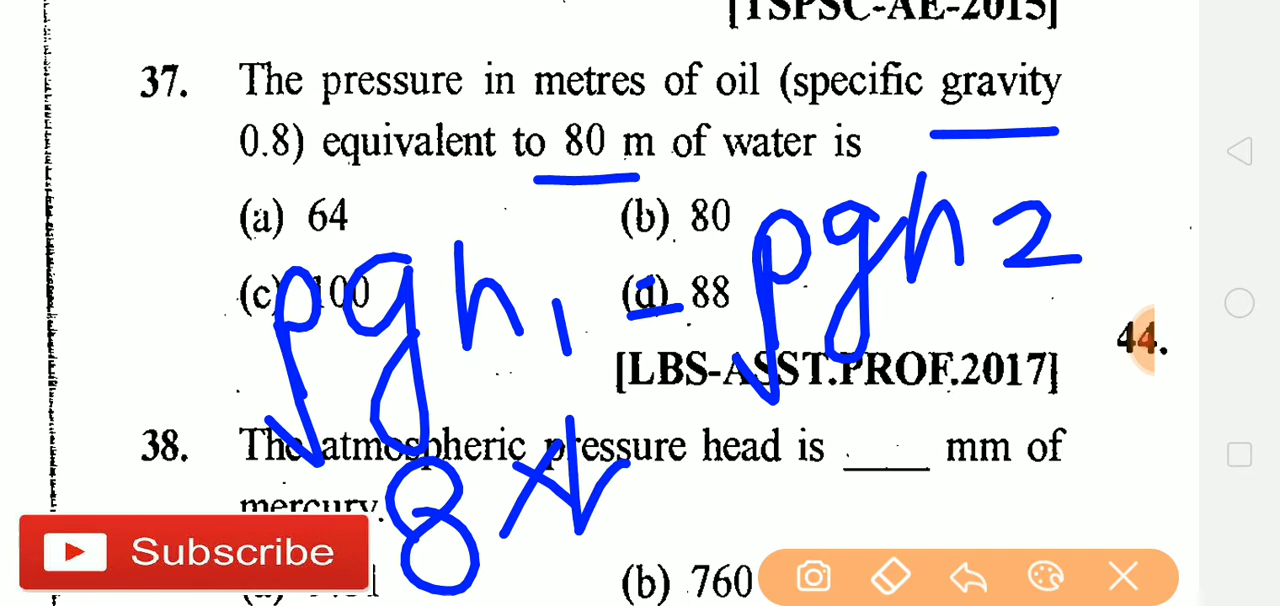 [TSPSC-AE-2015]
37. The pressure in metres of oil (specific gravity
0.8) equivalent to 80 m of water is
(a) 64 (b) 80
(c) 100 (d) 88
ρgh1 = ρgh2
[LBS-ASST.PROF.2017]
44.
38. The atmospheric pressure head is ____ mm of
mercury.
8
Subscribe
(b) 760